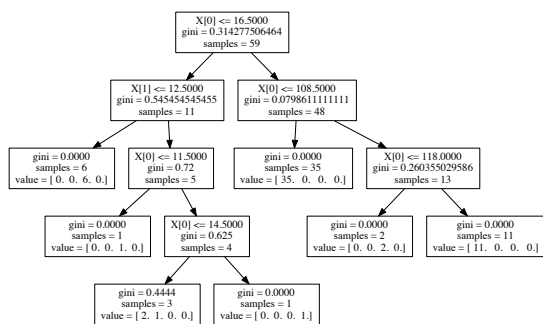 X[0] <= 16.5000
gini = 0.314277506464
samples = 59
X[1] <= 12.5000
gini = 0.545454545455
samples = 11
X[0] <= 108.5000
gini = 0.0798611111111
samples = 48
gini = 0.0000
samples = 6
value = [ 0. 0. 6. 0.]
X[0] <= 11.5000
gini = 0.72
samples = 5
gini = 0.0000
samples = 35
value = [ 35. 0. 0. 0.]
X[0] <= 118.0000
gini = 0.260355029586
samples = 13
gini = 0.0000
samples = 1
value = [ 0. 0. 1. 0.]
X[0] <= 14.5000
gini = 0.625
samples = 4
gini = 0.0000
samples = 2
value = [ 0. 0. 2. 0.]
gini = 0.0000
samples = 11
value = [ 11. 0. 0. 0.]
gini = 0.4444
samples = 3
value = [ 2. 1. 0. 0.]
gini = 0.0000
samples = 1
value = [ 0. 0. 0. 1.]